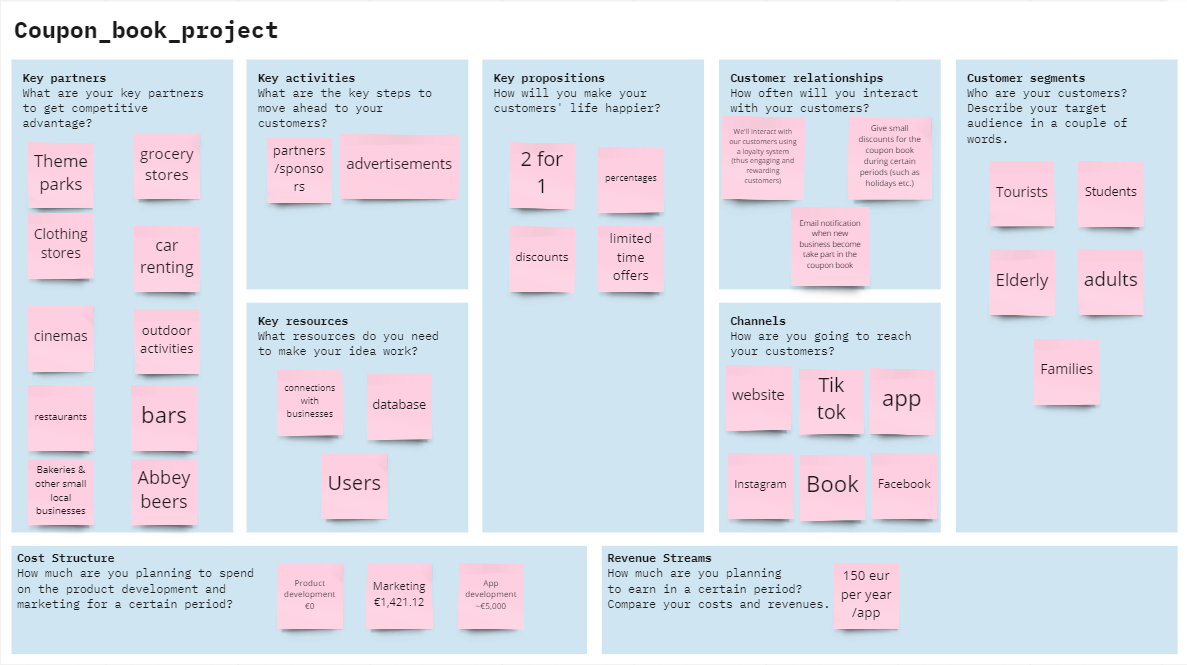 Coupon_book_project
Key partners
What are your key partners
to get competitive
advantage?
Theme
parks
grocery
stores
Clothing
stores
car
renting
cinemas
outdoor
activities
restaurants
bars
Bakeries &
other small
local
businesses
Abbey
beers
Key activities
What are the key steps to
move ahead to your
customers?
partners
/sponso
rs
advertisements
Key resources
What resources do you need
to make your idea work?
connections
with
businesses
database
Users
Key propositions
How will you make your
customers' life happier?
2 for
1
percentages
discounts
limited
time
offers
Customer relationships
How often will you interact
with your customers?
We'll interact with
our customers using
a loyalty system
(thus engaging and
rewarding
customers)
Give small
discounts for the
coupon book
during certain
periods (such as
holidays etc.)
Email notification
when new
business become
take part in the
coupon book
Channels
How are you going to reach
your customers?
website
Tik
tok
app
Instagram
Book
Facebook
Customer segments
Who are your customers?
Describe your target
audience in a couple of
words.
Tourists
Students
Elderly
adults
Families
Cost Structure
How much are you planning to spend
on the product development and
marketing for a certain period?
Product
development
€0
Marketing
€1,421.12
App
development
~€5,000
Revenue Streams
How much are you planning
to earn in a certain period?
Compare your costs and revenues.
150 eur
per year
/app